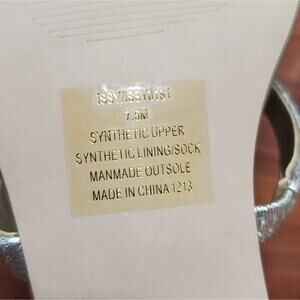 7.5M
SYNTHETIC UPPER
SYNTHETIC LINING/SOCK
MANMADE OUTSOLE
MADE IN CHINA 1213